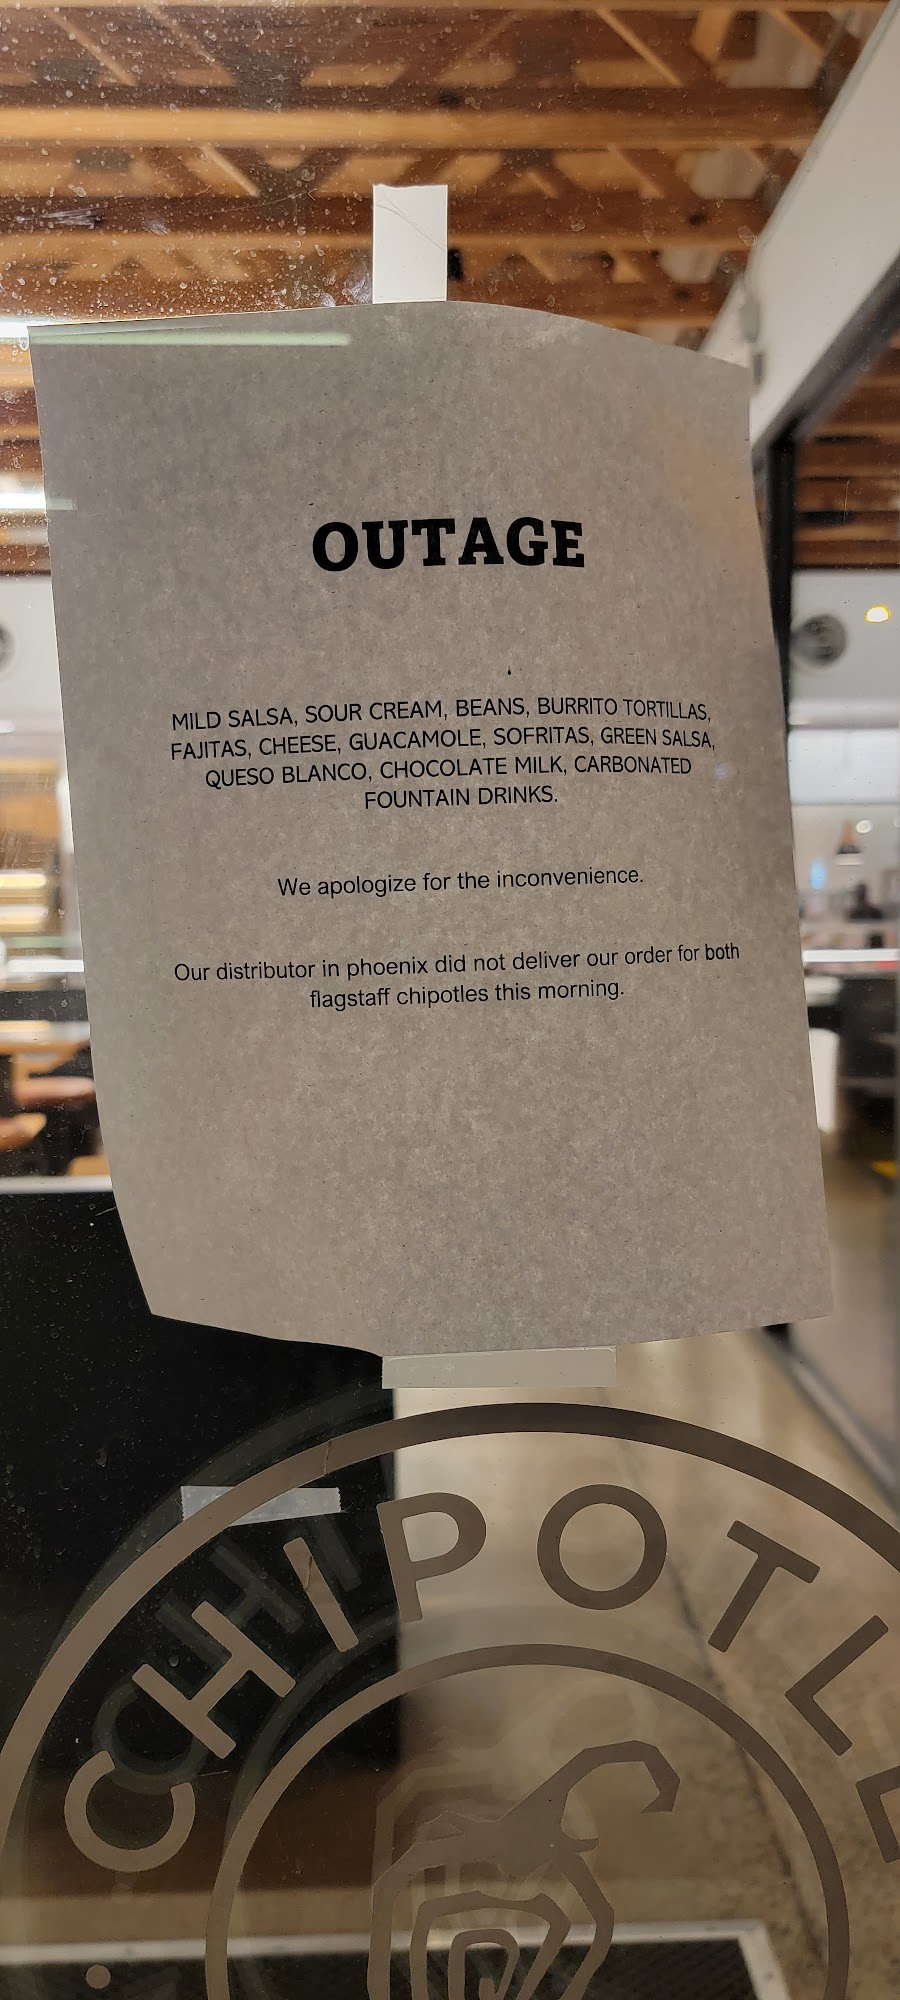 OUTAGE
MILD SALSA, SOUR CREAM, BEANS, BURRITO TORTILLAS,
FAJITAS, CHEESE, GUACAMOLE, SOFRITAS, GREEN SALSA,
QUESO BLANCO, CHOCOLATE MILK, CARBONATED
FOUNTAIN DRINKS.
We apologize for the inconvenience.
Our distributor in phoenix did not deliver our order for both
flagstaff chipotles this morning.
CHIPOTLE